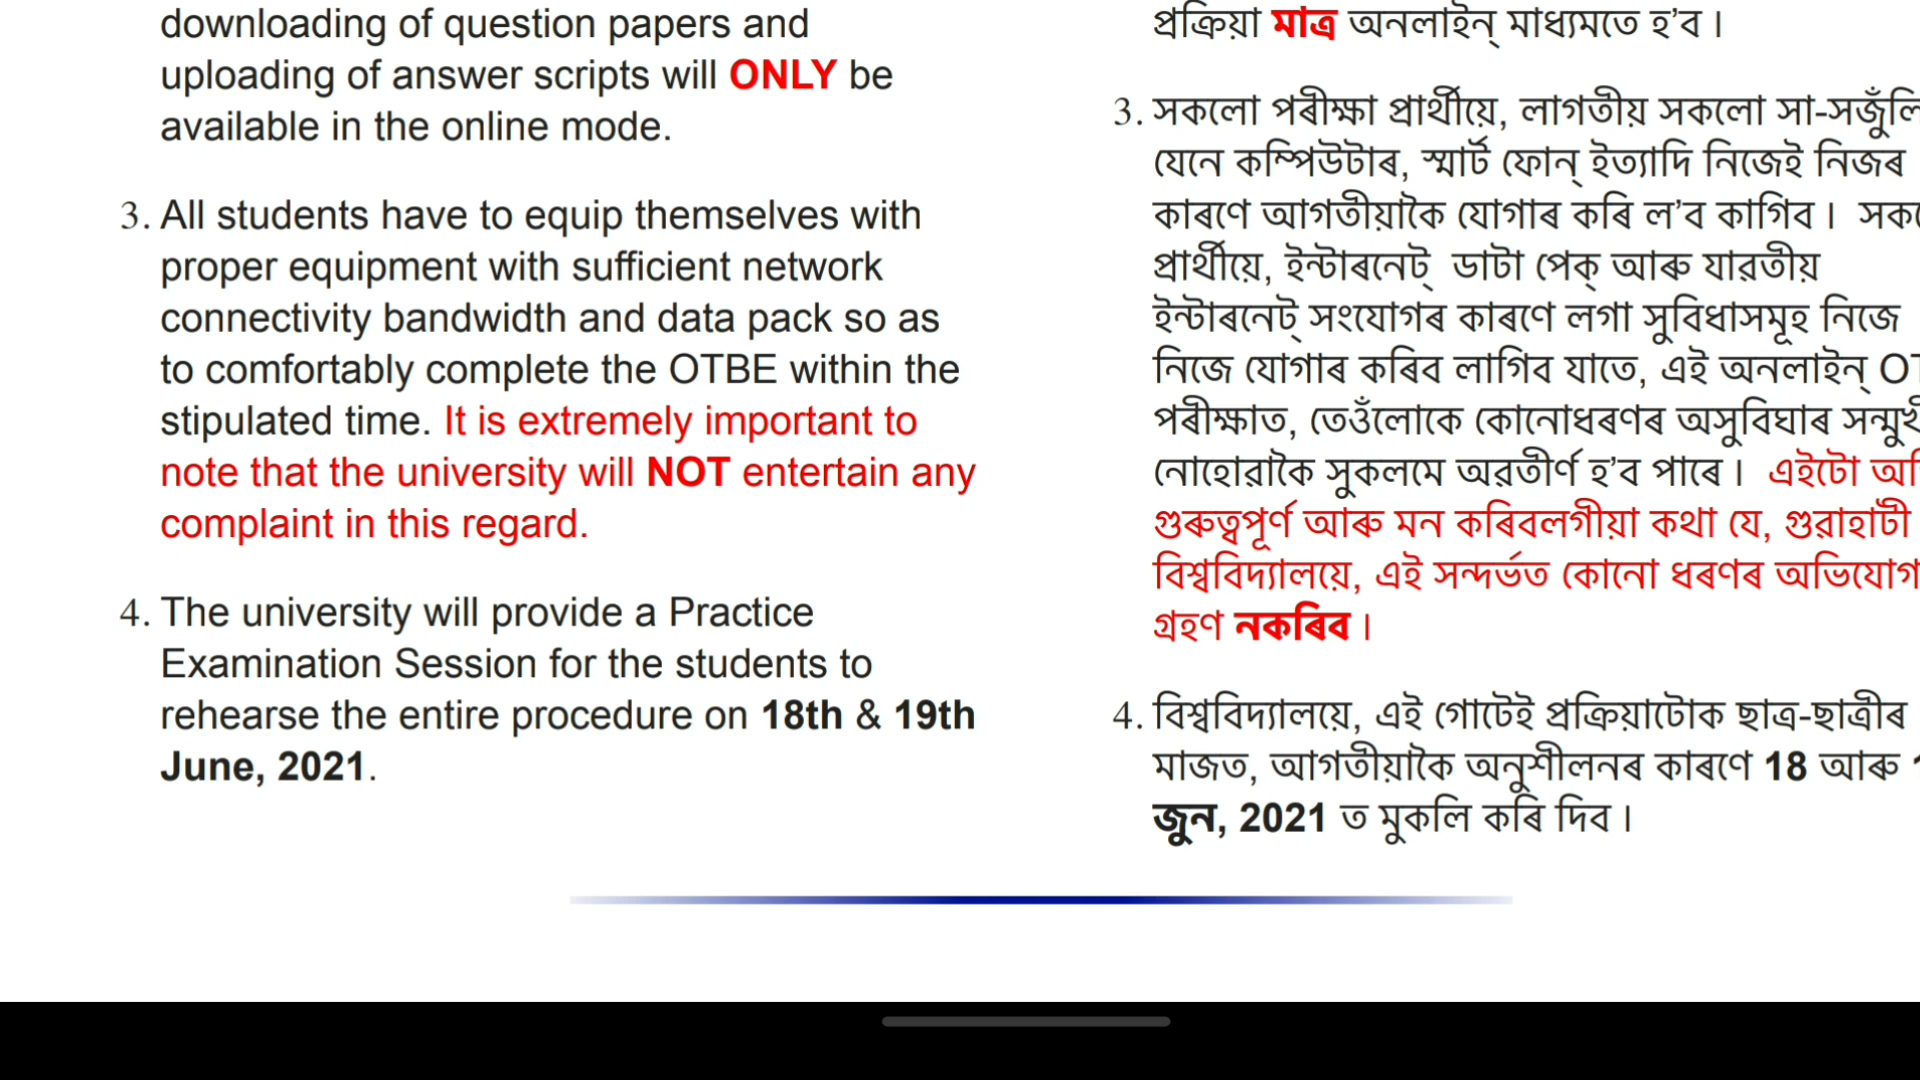 downloading of question papers and
uploading of answer scripts will ONLY be
available in the online mode.
3. All students have to equip themselves with
proper equipment with sufficient network
connectivity bandwidth and data pack so as
to comfortably complete the OTBE within the
stipulated time. It is extremely important to
note that the university will NOT entertain any
complaint in this regard.
4. The university will provide a Practice
Examination Session for the students to
rehearse the entire procedure on 18th & 19th
June, 2021.
প্ৰক্ৰিয়া মাত্ৰ অনলাইন্ মাধ্যমতে হ’ব।
3. সকলো পৰীক্ষা প্ৰাৰ্থীয়ে, লাগতীয় সকলো সা-সজুঁলি
যেনে কম্পিউটাৰ, স্মাৰ্ট ফোন্ ইত্যাদি নিজেই নিজৰ
কাৰণে আগতীয়াকৈ যোগাৰ কৰি ল’ব কাগিব।
প্ৰাৰ্থীয়ে, ইন্টাৰনেট্ ডাটা পেক্ আৰু যাৱতীয়
ইন্টাৰনেট্ সংযোগৰ কাৰণে লগা সুবিধাসমূহ নিজে
নিজে যোগাৰ কৰিব লাগিব যাতে, এই অনলাইন্
পৰীক্ষাত, তেওঁলোকে কোনোধৰণৰ অসুবিঘাৰ
নোহোৱাকৈ সুকলমে অৱতীৰ্ণ হ’ব পাৰে। এইটো
গুৰুত্বপূৰ্ণ আৰু মন কৰিবলগীয়া কথা যে, গুৱাহাটী
বিশ্ববিদ্যালয়ে, এই সন্দৰ্ভত কোনো ধৰণৰ অভিযোগ
গ্ৰহণ নকৰিব।
4. বিশ্ববিদ্যালয়ে, এই গোটেই প্ৰক্ৰিয়াটোক ছাত্ৰ-ছাত্ৰীৰ
মাজত, আগতীয়াকৈ অনুশীলনৰ কাৰণে 18 আৰু
জুন, 2021 ত মুকলি কৰি দিব।